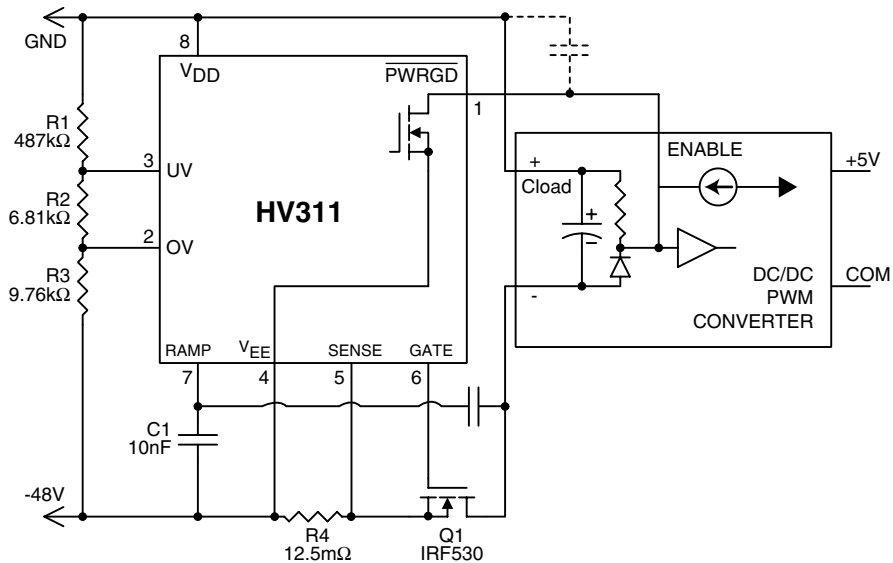 GND
8
VDD
PWRGD
1
R1
487kΩ
3
UV
R2
6.81kΩ
HV311
2
OV
R3
9.76kΩ
+
ENABLE
+5V
Cload
+
–
-
DC/DC
PWM
CONVERTER
COM
RAMP
VEE
SENSE
GATE
7
4
5
6
C1
10nF
-48V
R4
12.5mΩ
Q1
IRF530